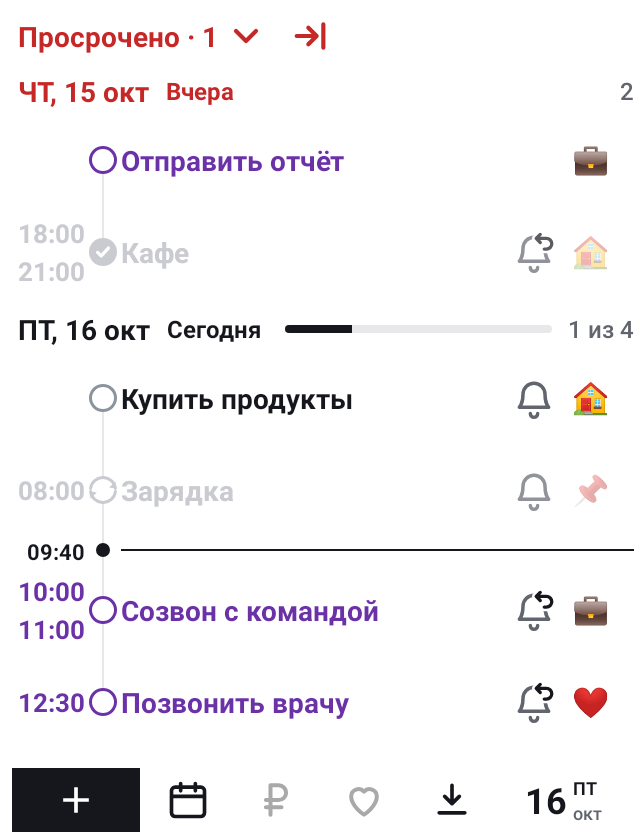 Просрочено · 1
ЧТ, 15 окт Вчера 2
Отправить отчёт
18:00
Кафе
21:00
ПТ, 16 окт Сегодня 1 из 4
Купить продукты
08:00 Зарядка
09:40
10:00
Созвон с командой
11:00
12:30 Позвонить врачу
16 ПТ
окт